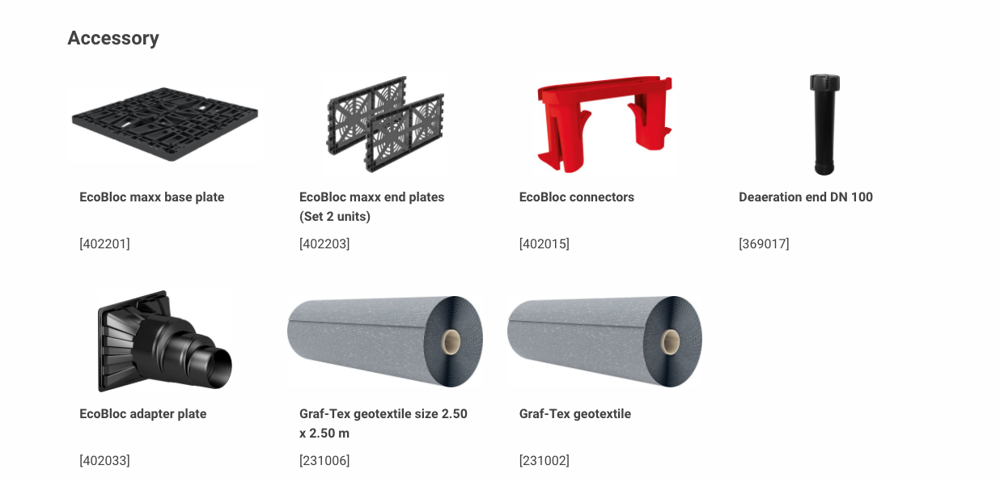 Accessory
EcoBloc maxx base plate
EcoBloc maxx end plates
(Set 2 units)
EcoBloc connectors
Deaeration end DN 100
[402201]
[402203]
[402015]
[369017]
EcoBloc adapter plate
Graf-Tex geotextile size 2.50
x 2.50 m
Graf-Tex geotextile
[402033]
[231006]
[231002]